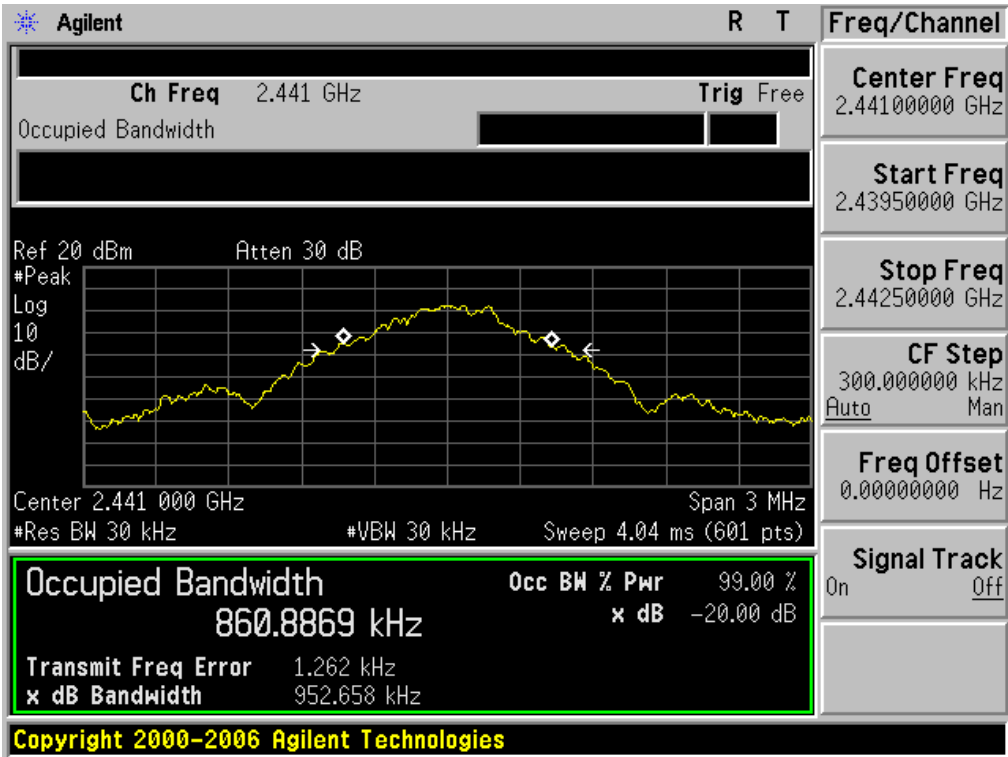 Agilent R T
Freq/Channel
Ch Freq 2.441 GHz Trig Free
Occupied Bandwidth
Center Freq
2.44100000 GHz
Start Freq
2.43950000 GHz
Stop Freq
2.44250000 GHz
CF Step
300.000000 kHz
Auto Man
Freq Offset
0.00000000 Hz
Signal Track
On Off
Ref 20 dBm Atten 30 dB
#Peak
Log
10
dB/
Center 2.441 000 GHz Span 3 MHz
#Res BW 30 kHz #VBW 30 kHz Sweep 4.04 ms (601 pts)
Occupied Bandwidth
860.8869 kHz
Occ BW % Pwr 99.00 %
x dB -20.00 dB
Transmit Freq Error 1.262 kHz
x dB Bandwidth 952.658 kHz
Copyright 2000-2006 Agilent Technologies